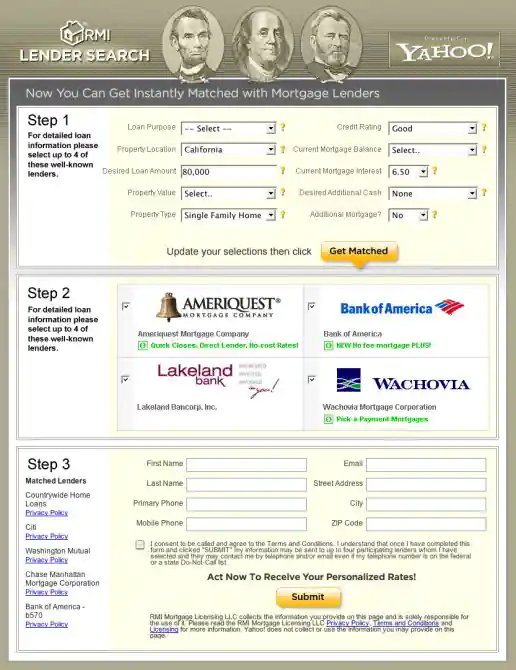 RMI
LENDER SEARCH
YAHOO!
Now You Can Get Instantly Matched with Mortgage Lenders
Step 1
For detailed loan
information please
select up to 4 of
these well-known
lenders.
Loan Purpose -- Select -- ? Credit Rating Good ?
Property Location California ? Current Mortgage Balance Select.. ?
Desired Loan Amount 80,000 ? Current Mortgage Interest 6.50 ?
Property Value Select.. ? Desired Additional Cash None ?
Property Type Single Family Home ? Additional Mortgage? No ?
Update your selections then click Get Matched
Step 2
For detailed loan
information please
select up to 4 of
these well-known
lenders.
AMERIQUEST®
MORTGAGE COMPANY
Ameriquest Mortgage Company
Quick Closes, Direct Lender, No-cost Rates!
Bank of America
Bank of America
NEW No fee mortgage PLUS!
Lakeland
bank
you!
Lakeland Bancorp, Inc.
WACHOVIA
Wachovia Mortgage Corporation
Pick-a-Payment Mortgages
Step 3
Matched Lenders
Countrywide Home
Loans
Privacy Policy
Citi
Privacy Policy
Washington Mutual
Privacy Policy
Chase Manhattan
Mortgage Corporation
Privacy Policy
Bank of America -
b570
Privacy Policy
First Name Email
Last Name Street Address
Primary Phone City
Mobile Phone ZIP Code
I consent to be called and agree to the Terms and Conditions. I understand that once I have completed this
form and clicked "SUBMIT" my information may be sent to up to four participating lenders whom I have
selected and they may contact me by telephone and/or email even if my telephone number is on the federal
or a state Do-Not-Call list.
Act Now To Receive Your Personalized Rates!
Submit
RMI Mortgage Licensing LLC collects the information you provide on this page and is solely responsible for
the use of it. Please read the RMI Mortgage Licensing LLC Privacy Policy, Terms and Conditions and
Licensing for more information. Yahoo! does not collect or use the information you may provide on this
page.